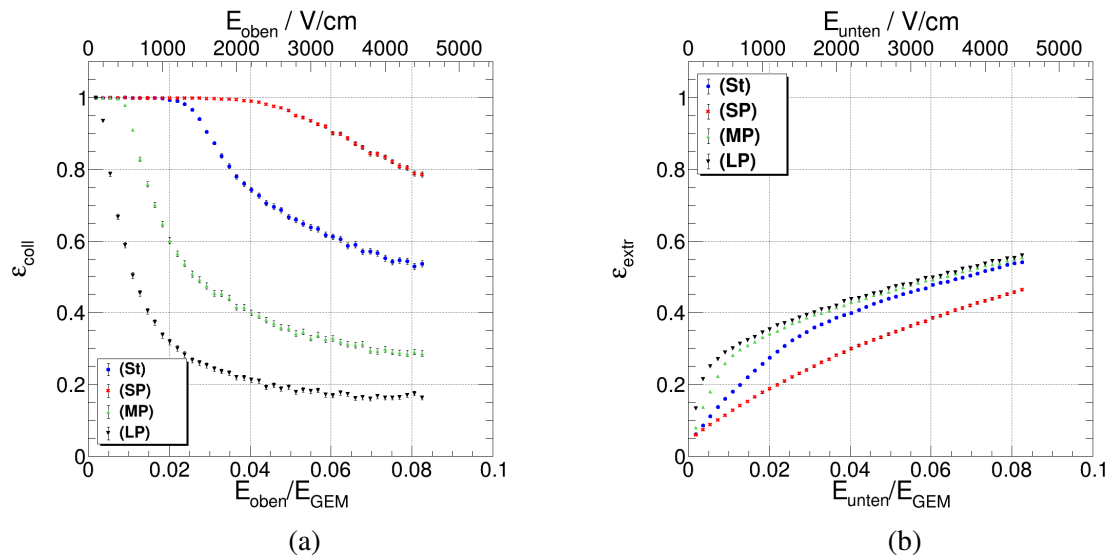 E_oben / V/cm
0 1000 2000 3000 4000 5000
ε_coll
1
0.8
0.6
0.4
0.2
0
(St)
(SP)
(MP)
(LP)
0 0.02 0.04 0.06 0.08 0.1
E_oben/E_GEM
(a)
E_unten / V/cm
0 1000 2000 3000 4000 5000
ε_extr
1
0.8
0.6
0.4
0.2
0
(St)
(SP)
(MP)
(LP)
0 0.02 0.04 0.06 0.08 0.1
E_unten/E_GEM
(b)